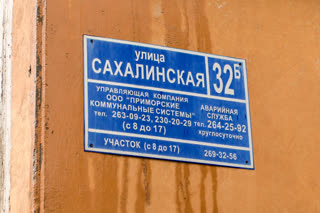 улица
САХАЛИНСКАЯ
32Б
УПРАВЛЯЮЩАЯ КОМПАНИЯ
ООО "ПРИМОРСКИЕ
КОММУНАЛЬНЫЕ СИСТЕМЫ"
тел. 263-09-23, 230-20-29
(с 8 до 17)
АВАРИЙНАЯ
СЛУЖБА
тел. 264-25-92
круглосуточно
УЧАСТОК (с 8 до 17) 269-32-56